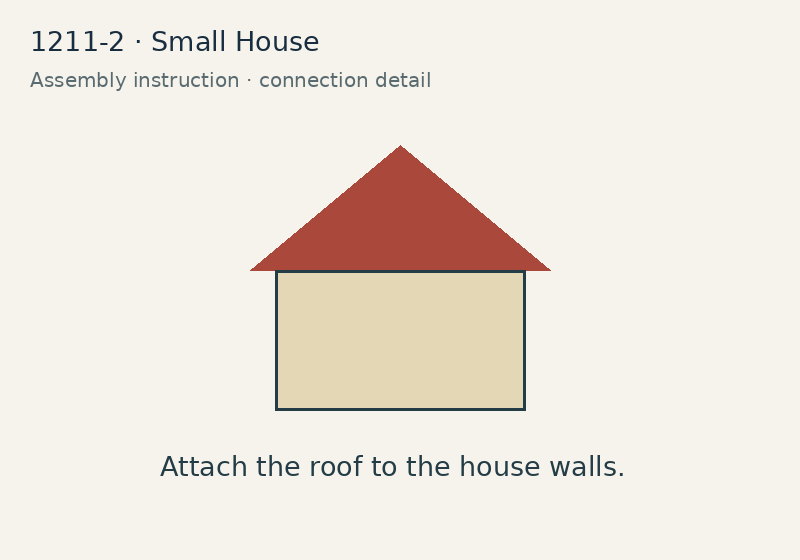 1211-2 · Small House
Assembly instruction · connection detail
Attach the roof to the house walls.